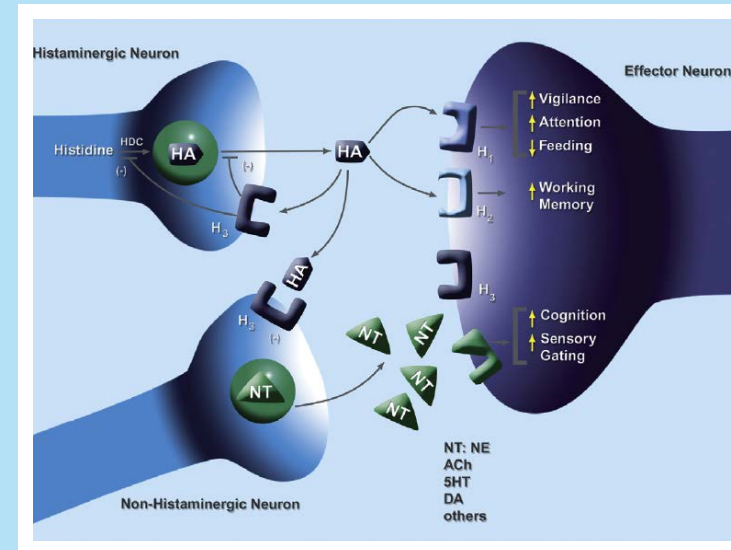 Histaminergic Neuron
Effector Neuron
Histidine
HDC
(-)
HA
(-)
HA
H3
H1
Vigilance
Attention
Feeding
H2
Working
Memory
H3
HA
H3
(-)
NT
NT
NT
NT
NT
Cognition
Sensory
Gating
Non-Histaminergic Neuron
NT: NE
ACh
5HT
DA
others